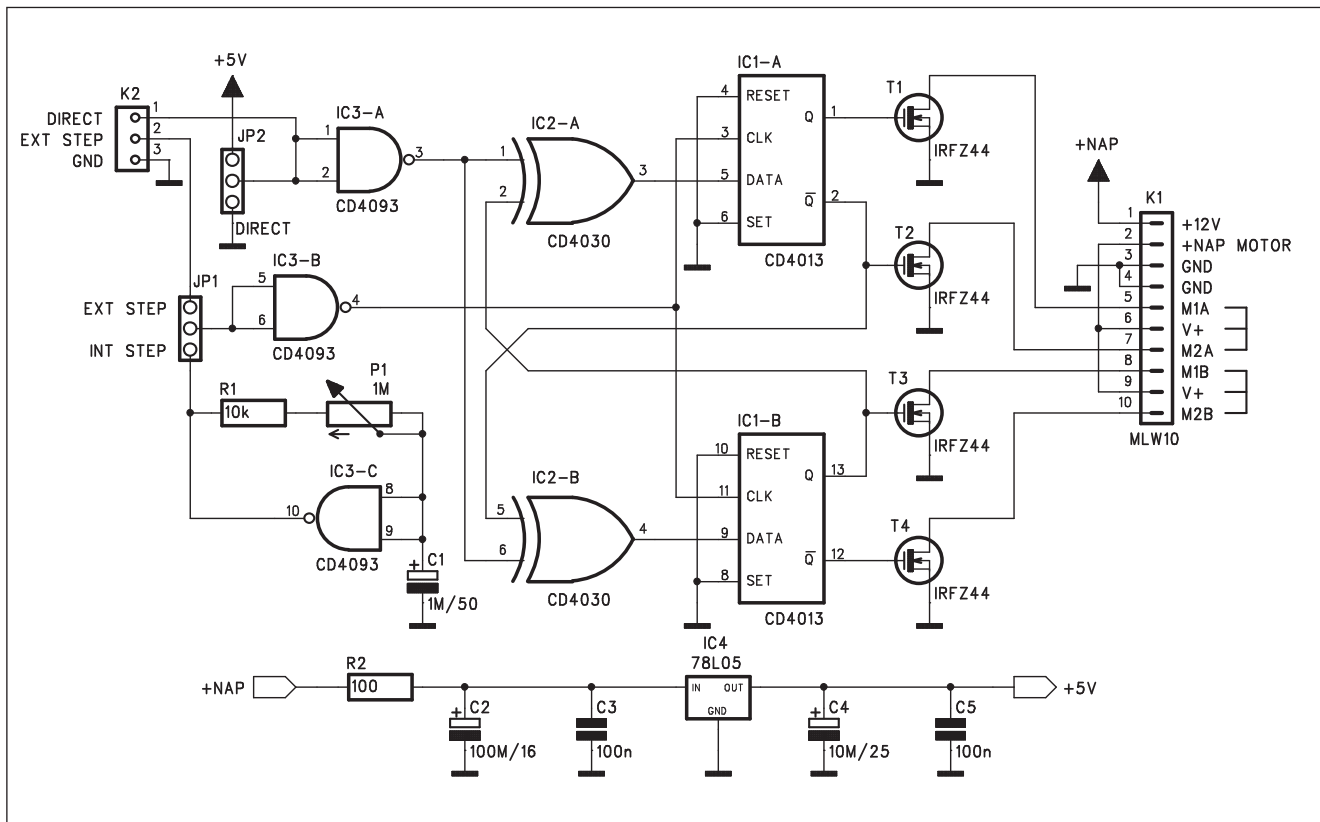 +5V
K2
DIRECT 1
EXT STEP 2
GND 3
JP2
DIRECT
IC3-A
1
2
3
CD4093
IC2-A
1
2
3
CD4030
IC1-A
4 RESET
3 CLK
5 DATA
6 SET
Q 1
Q̅ 2
CD4013
T1
IRFZ44
T2
IRFZ44
+NAP
K1
1 +12V
2 +NAP MOTOR
3 GND
4 GND
5 M1A
6 V+
7 M2A
8 M1B
9 V+
10 M2B
MLW10
JP1
EXT STEP
INT STEP
IC3-B
5
6
4
CD4093
R1
10k
P1
1M
IC3-C
10
8
9
CD4093
+ C1
1M/50
IC2-B
5
6
4
CD4030
IC1-B
10 RESET
11 CLK
9 DATA
8 SET
Q 13
Q̅ 12
CD4013
T3
IRFZ44
T4
IRFZ44
+NAP
R2
100
+ C2
100M/16
C3
100n
IC4
78L05
IN OUT
GND
+ C4
10M/25
C5
100n
+5V